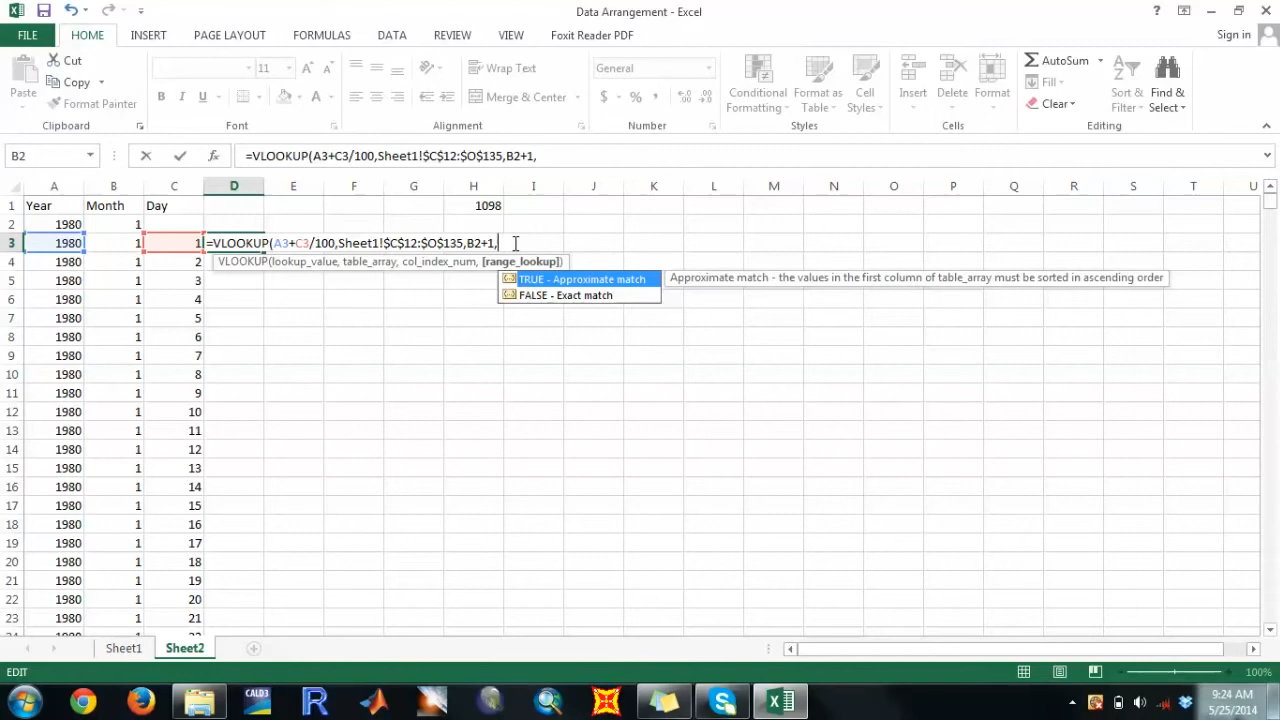 Data Arrangement - Excel
?
FILE HOME INSERT PAGE LAYOUT FORMULAS DATA REVIEW VIEW Foxit Reader PDF Sign in
Paste
Cut
Copy
Format Painter
11 A A
B I U A
Wrap Text
Merge & Center
General
$ % ,
Conditional Formatting
Format as Table
Cell Styles
Insert
Delete
Format
AutoSum
Fill
Clear
Sort & Filter
Find & Select
Clipboard Font Alignment Number Styles Cells Editing
B2 fx =VLOOKUP(A3+C3/100,Sheet1!$C$12:$O$135,B2+1,
A B C D E F G H I J K L M N O P Q R S T U
1 Year Month Day 1098
2 1980 1
3 1980 1 1 =VLOOKUP(A3+C3/100,Sheet1!$C$12:$O$135,B2+1,
VLOOKUP(lookup_value, table_array, col_index_num, [range_lookup])
TRUE - Approximate match
Approximate match - the values in the first column of table_array must be sorted in ascending order
FALSE - Exact match
4 1980 1 2
5 1980 1 3
6 1980 1 4
7 1980 1 5
8 1980 1 6
9 1980 1 7
10 1980 1 8
11 1980 1 9
12 1980 1 10
13 1980 1 11
14 1980 1 12
15 1980 1 13
16 1980 1 14
17 1980 1 15
18 1980 1 16
19 1980 1 17
20 1980 1 18
21 1980 1 19
22 1980 1 20
23 1980 1 21
Sheet1 Sheet2
EDIT 100%
CALD3
R
S
9:24 AM
5/25/2014